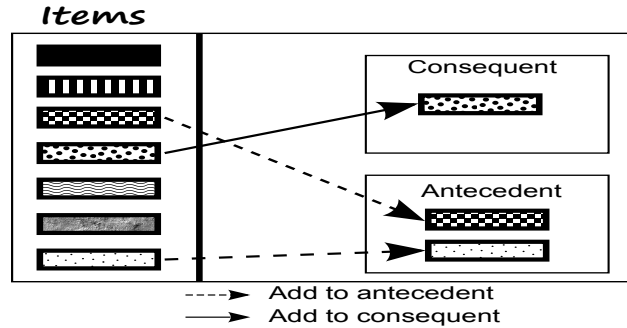 Items
Consequent
Antecedent
Add to antecedent
Add to consequent